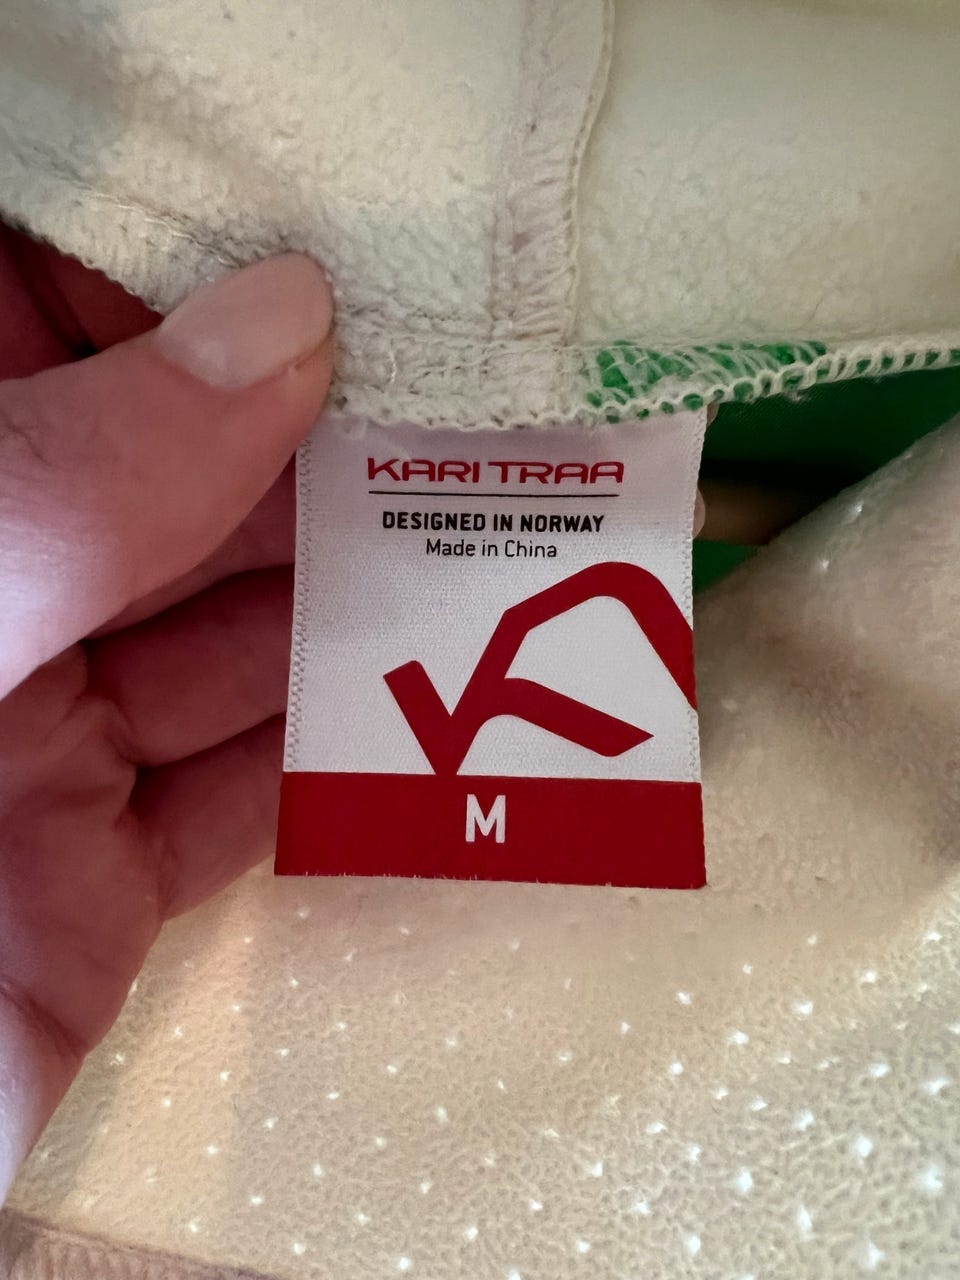 KARI TRAA
DESIGNED IN NORWAY
Made in China
M